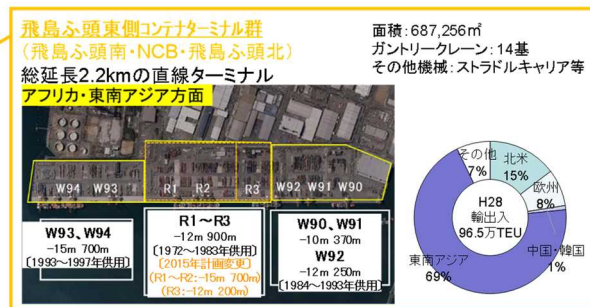 飛島ふ頭東側コンテナターミナル群
(飛島ふ頭南・NCB・飛島ふ頭北)
総延長2.2kmの直線ターミナル
アフリカ・東南アジア方面
面積:687,256㎡
ガントリークレーン:14基
その他機械:ストラドルキャリア等
W94 W93 R1 R2 R3 W92 W91 W90
W93、W94
-15m 700m
〔1993~1997年供用〕
R1~R3
-12m 900m
〔1972~1983年供用〕
〔2015年計画変更〕
(R1~R2:-15m 700m)
(R3:-12m 200m)
W90、W91
-10m 370m
W92
-12m 250m
〔1984~1993年供用〕
その他
7%
北米
15%
欧州
8%
中国・韓国
1%
東南アジア
69%
H28
輸出入
96.5万TEU